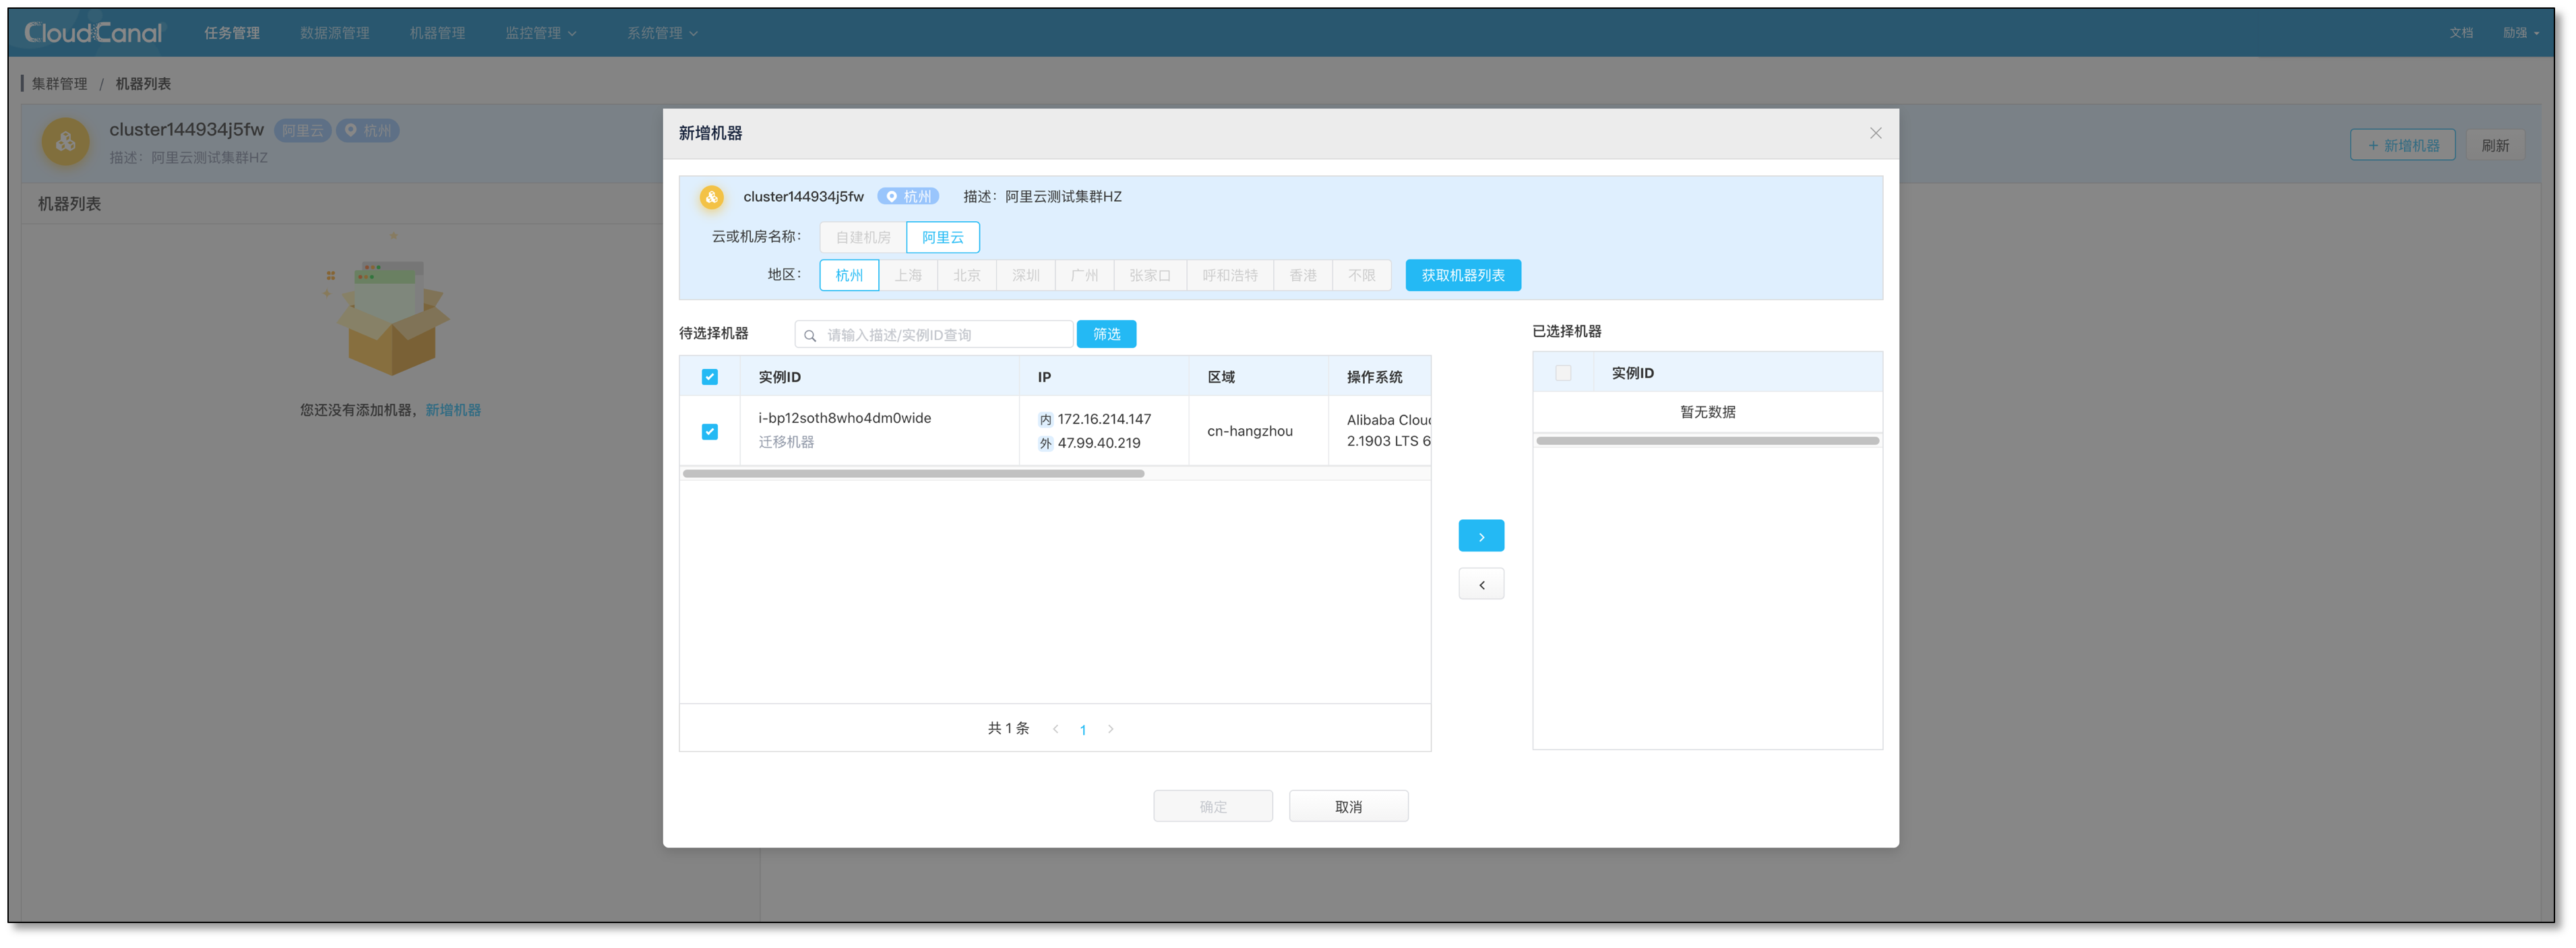 CloudCanal 任务管理 数据源管理 机器管理 监控管理 系统管理 文档 励强
集群管理 / 机器列表
cluster144934j5fw 阿里云 杭州
描述：阿里云测试集群HZ
+ 新增机器 刷新
机器列表
您还没有添加机器，新增机器
新增机器
cluster144934j5fw 杭州 描述：阿里云测试集群HZ
云或机房名称： 自建机房 阿里云
地区： 杭州 上海 北京 深圳 广州 张家口 呼和浩特 香港 不限 获取机器列表
待选择机器 请输入描述/实例ID查询 筛选
实例ID IP 区域 操作系统
i-bp12soth8who4dm0wide 内 172.16.214.147 cn-hangzhou Alibaba Clou
迁移机器 外 47.99.40.219 2.1903 LTS 6
共 1 条 < 1 >
已选择机器
实例ID
暂无数据
>
<
确定 取消